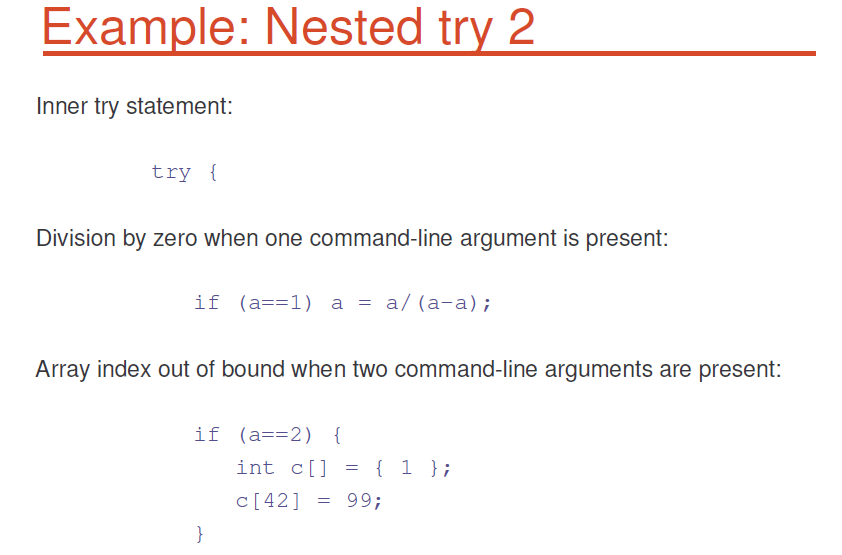 Example: Nested try 2
Inner try statement:
try {
Division by zero when one command-line argument is present:
if (a==1) a = a/(a-a);
Array index out of bound when two command-line arguments are present:
if (a==2) {
int c[] = { 1 };
c[42] = 99;
}